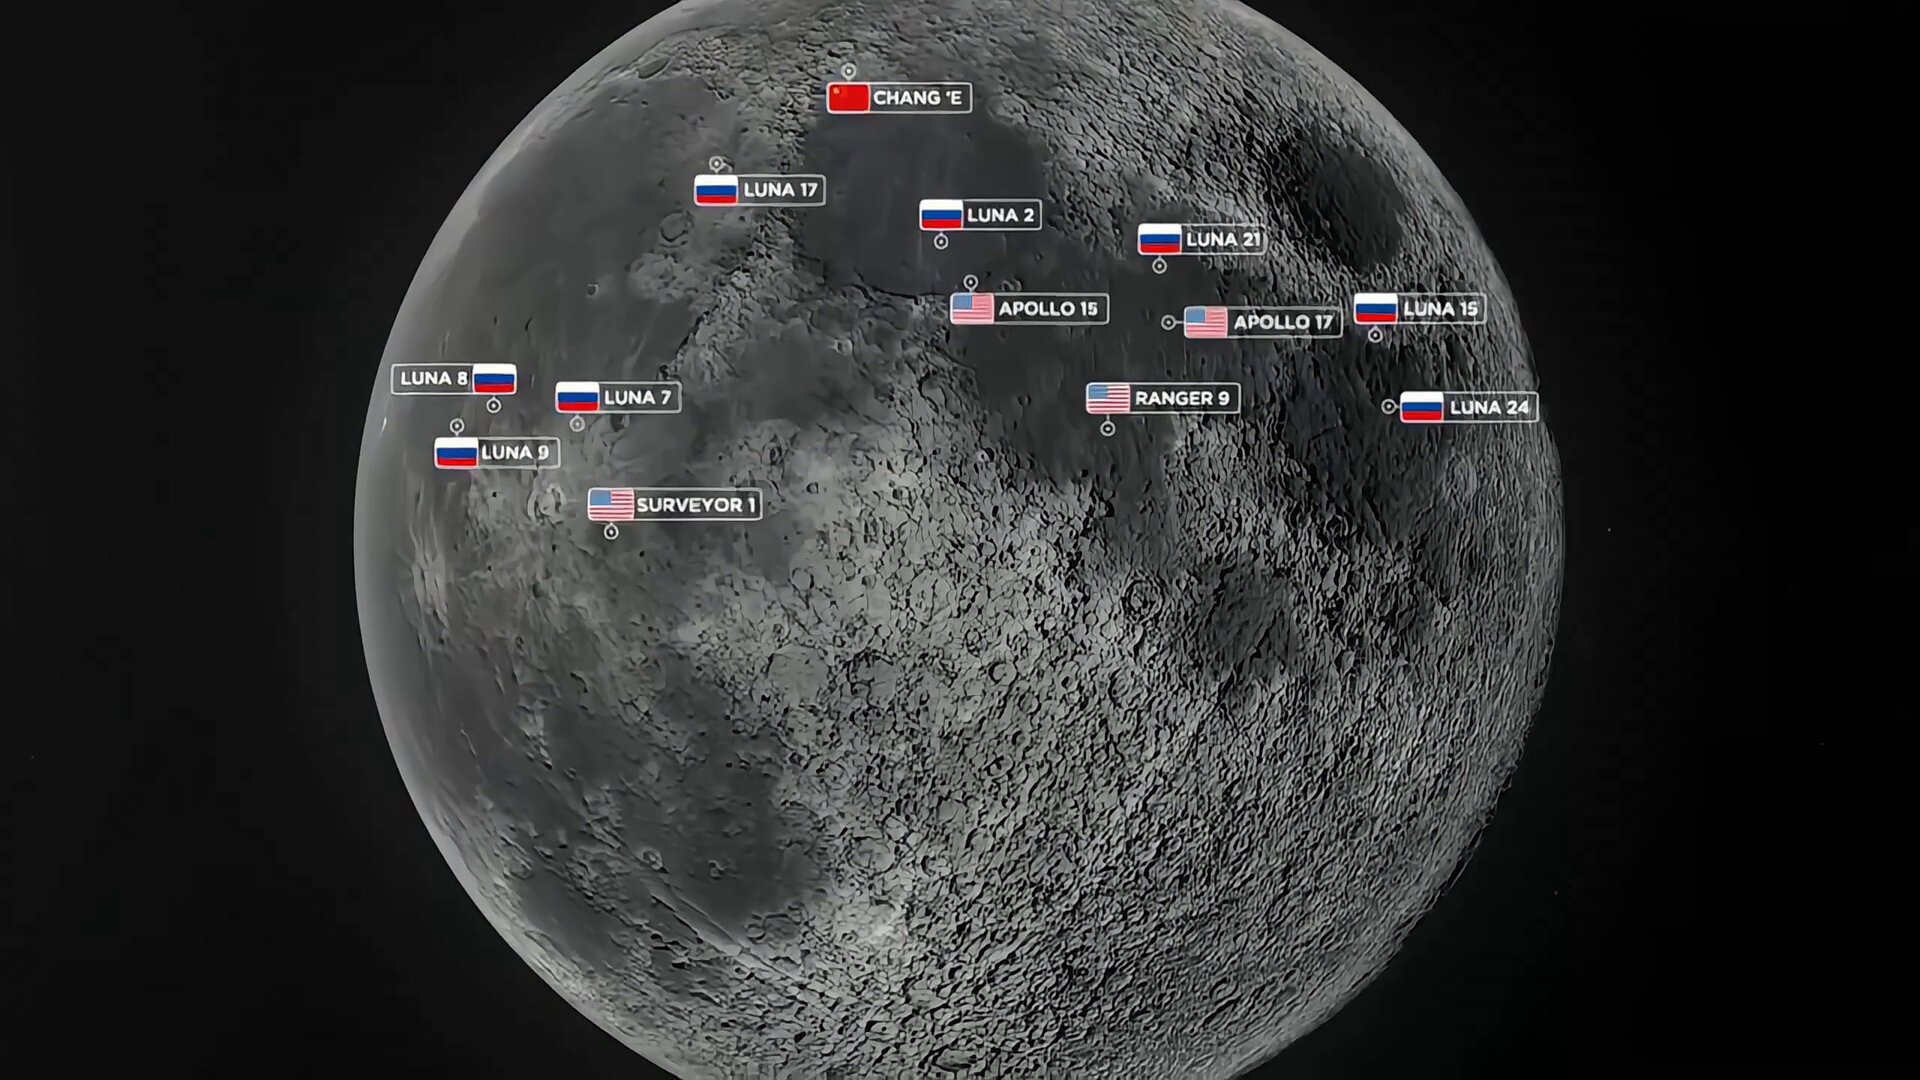 CHANG 'E
LUNA 17
LUNA 2
LUNA 21
APOLLO 15
APOLLO 17
LUNA 15
LUNA 8
LUNA 7
RANGER 9
LUNA 24
LUNA 9
SURVEYOR 1